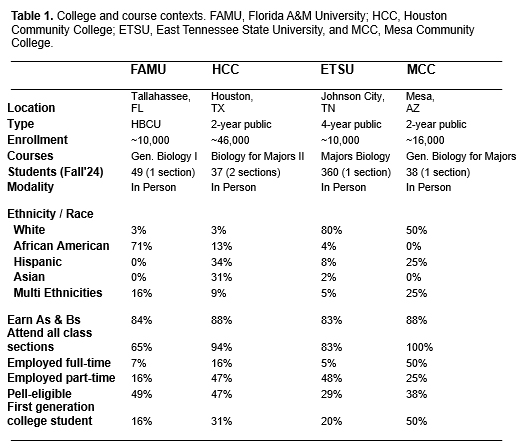 Table 1. College and course contexts. FAMU, Florida A&M University; HCC, Houston
Community College; ETSU, East Tennessee State University, and MCC, Mesa Community
College.
FAMU HCC ETSU MCC
Location Tallahassee, FL Houston, TX Johnson City, TN Mesa, AZ
Type HBCU 2-year public 4-year public 2-year public
Enrollment ~10,000 ~46,000 ~10,000 ~16,000
Courses Gen. Biology I Biology for Majors II Majors Biology Gen. Biology for Majors
Students (Fall'24) 49 (1 section) 37 (2 sections) 360 (1 section) 38 (1 section)
Modality In Person In Person In Person In Person
Ethnicity / Race
White 3% 3% 80% 50%
African American 71% 13% 4% 0%
Hispanic 0% 34% 8% 25%
Asian 0% 31% 2% 0%
Multi Ethnicities 16% 9% 5% 25%
Earn As & Bs 84% 88% 83% 88%
Attend all class
sections 65% 94% 83% 100%
Employed full-time 7% 16% 5% 50%
Employed part-time 16% 47% 48% 25%
Pell-eligible 49% 47% 29% 38%
First generation
college student 16% 31% 20% 50%